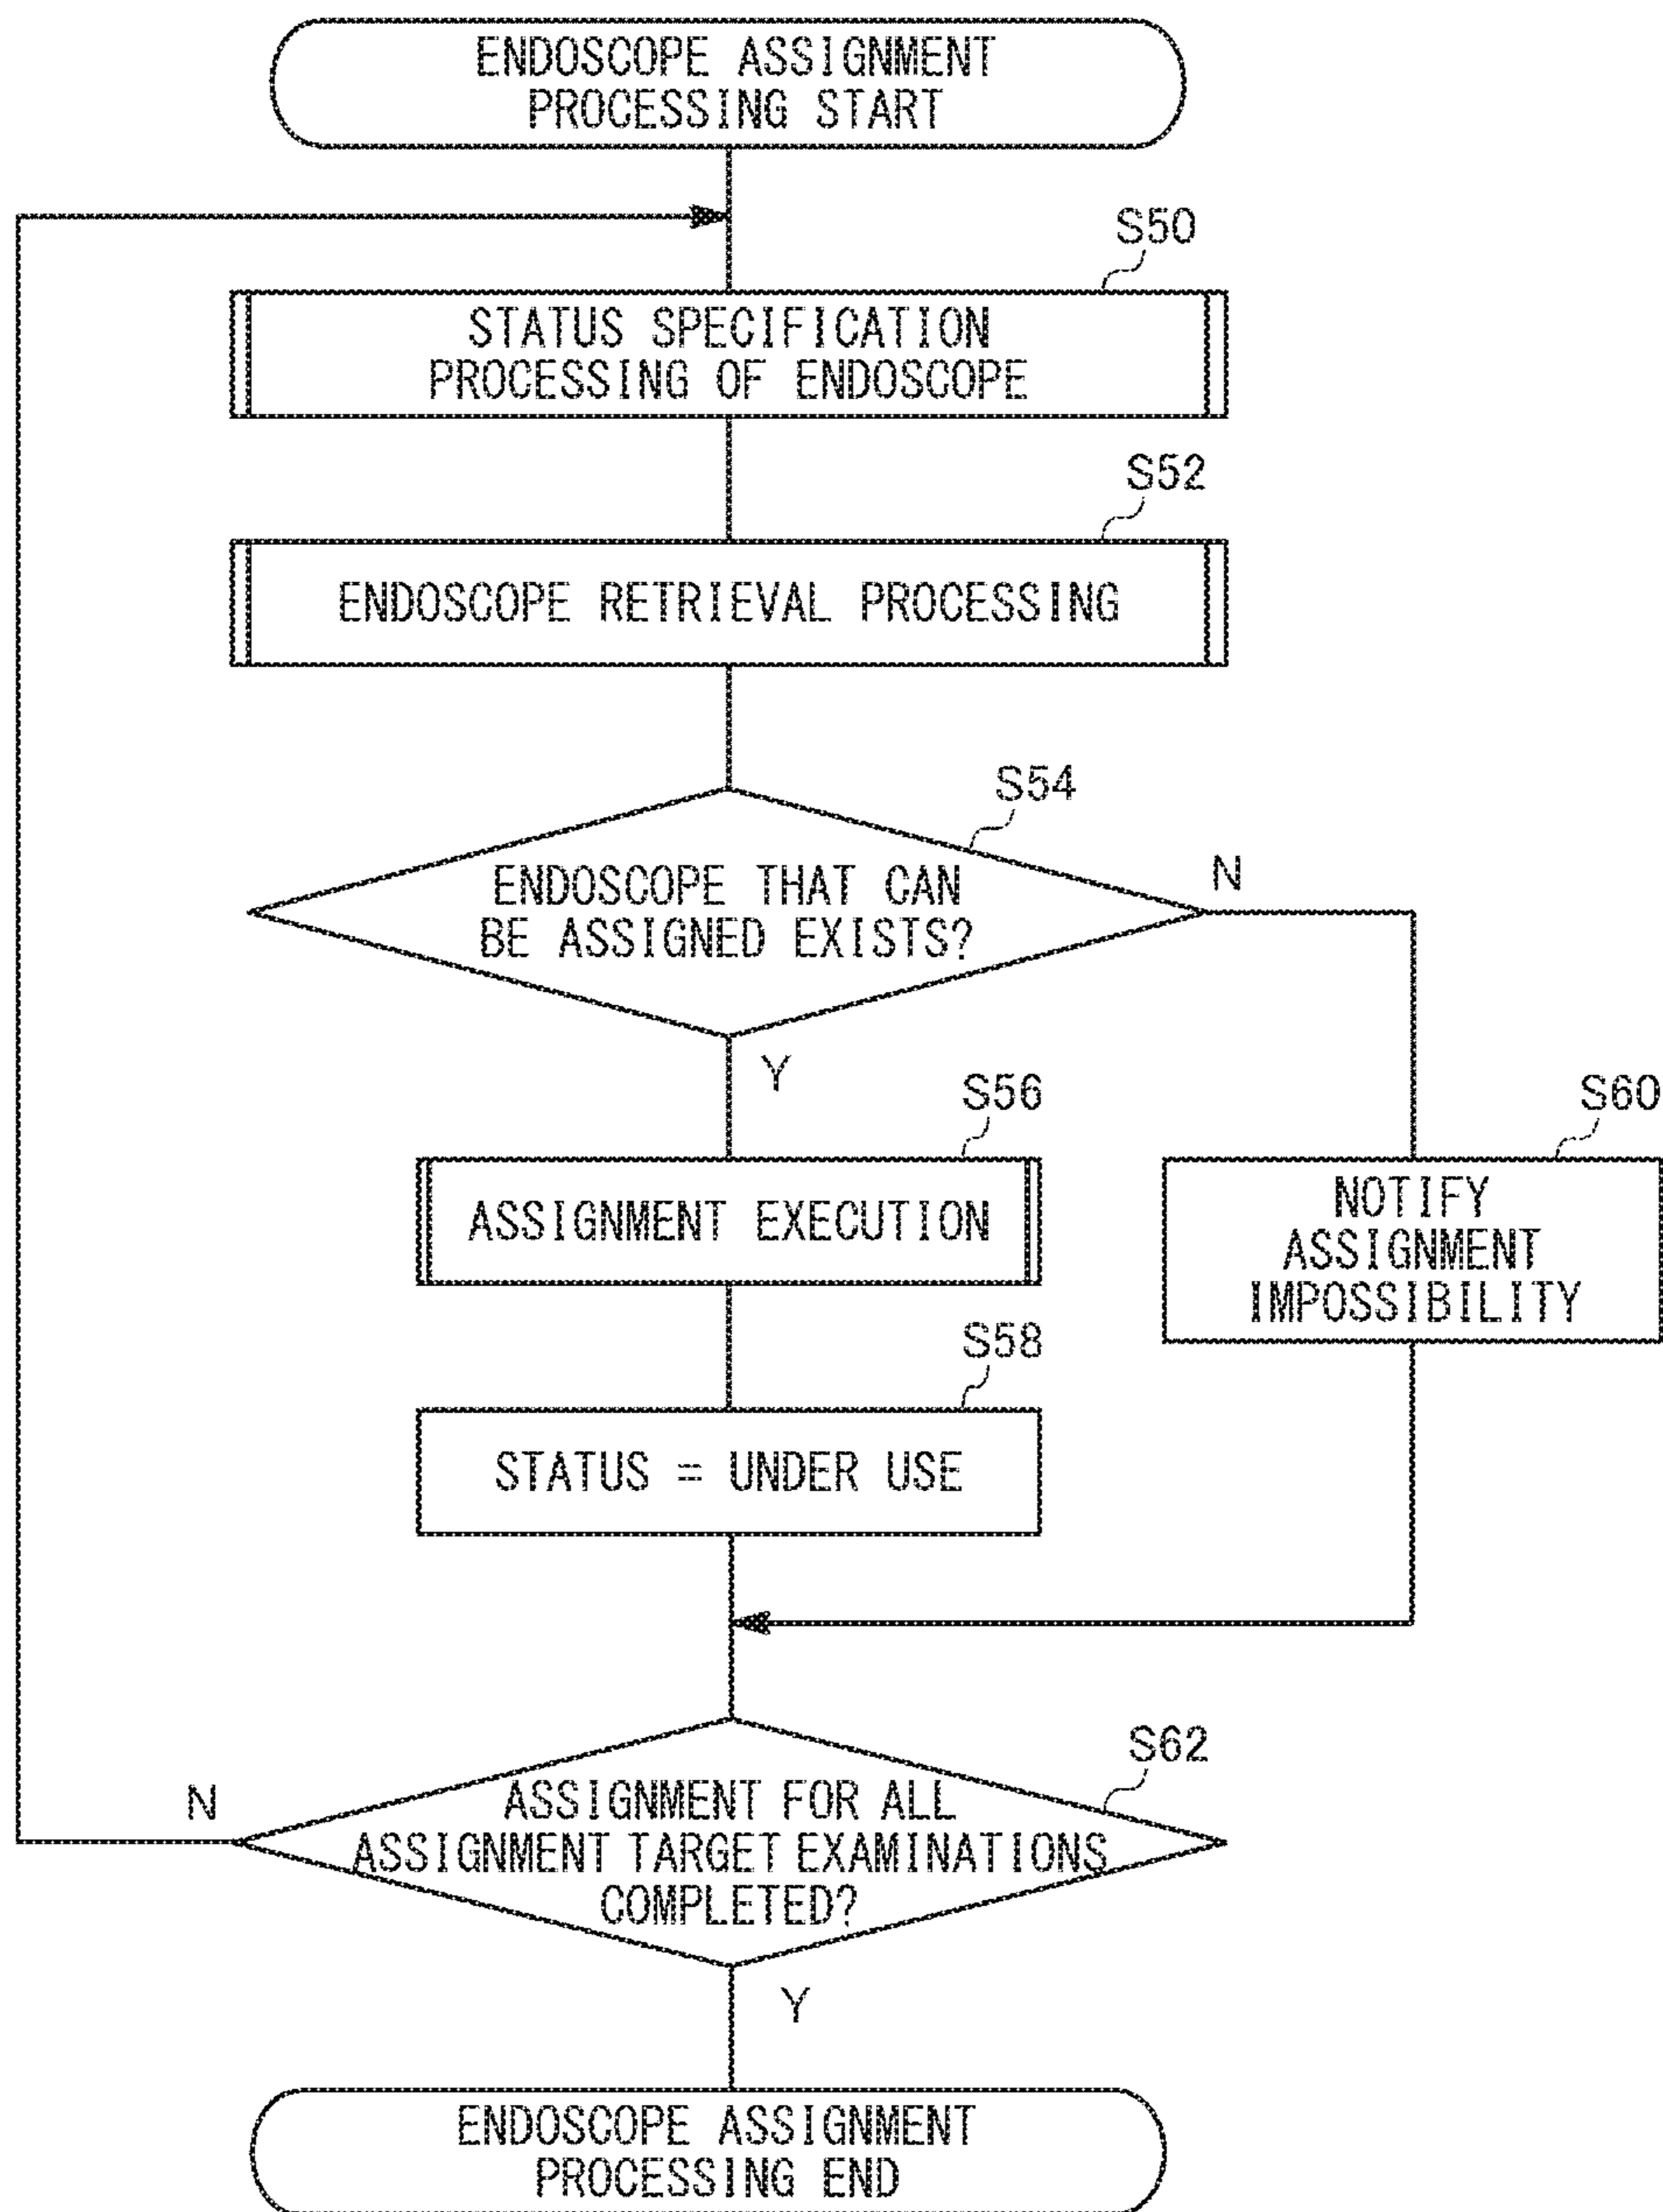 ENDOSCOPE ASSIGNMENT
PROCESSING START
S50
STATUS SPECIFICATION
PROCESSING OF ENDOSCOPE
S52
ENDOSCOPE RETRIEVAL PROCESSING
S54
ENDOSCOPE THAT CAN
BE ASSIGNED EXISTS?
N
Y
S56
ASSIGNMENT EXECUTION
S60
NOTIFY
ASSIGNMENT
IMPOSSIBILITY
S58
STATUS = UNDER USE
S62
N
ASSIGNMENT FOR ALL
ASSIGNMENT TARGET EXAMINATIONS
COMPLETED?
Y
ENDOSCOPE ASSIGNMENT
PROCESSING END